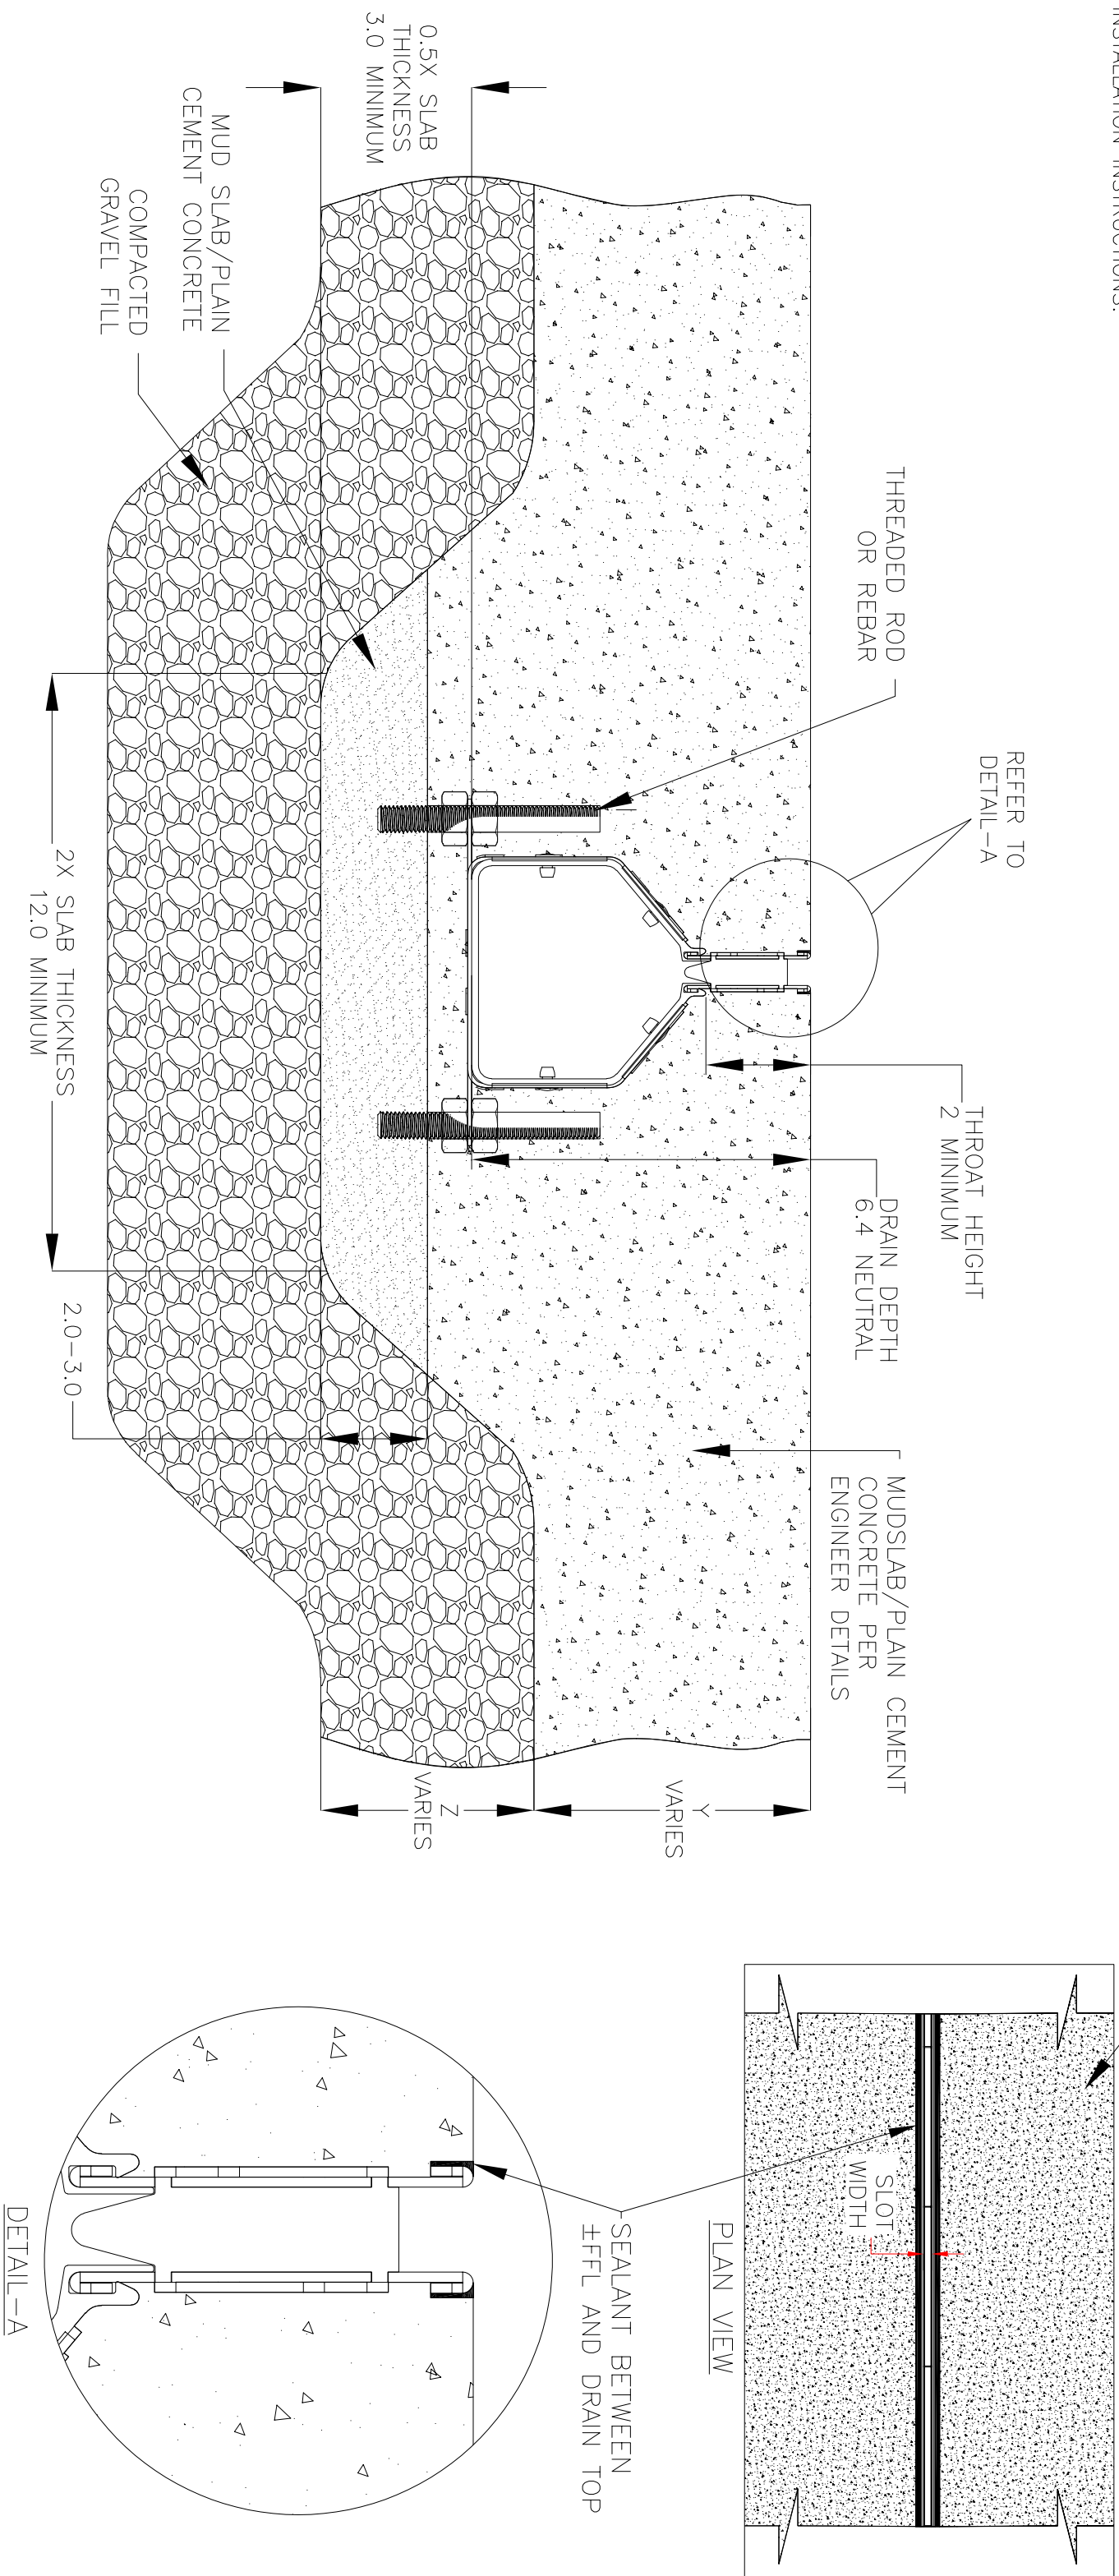 INSTALLATION INSTRUCTIONS.
REFER TO
DETAIL-A
THREADED ROD
OR REBAR
THROAT HEIGHT
2 MINIMUM
DRAIN DEPTH
6.4 NEUTRAL
MUDSLAB/PLAIN CEMENT
CONCRETE PER
ENGINEER DETAILS
0.5X SLAB
THICKNESS
3.0 MINIMUM
MUD SLAB/PLAIN
CEMENT CONCRETE
COMPACTED
GRAVEL FILL
2X SLAB THICKNESS
12.0 MINIMUM
2.0-3.0
Y
VARIES
Z
VARIES
SLOT
WIDTH
PLAN VIEW
SEALANT BETWEEN
±FFL AND DRAIN TOP
DETAIL-A